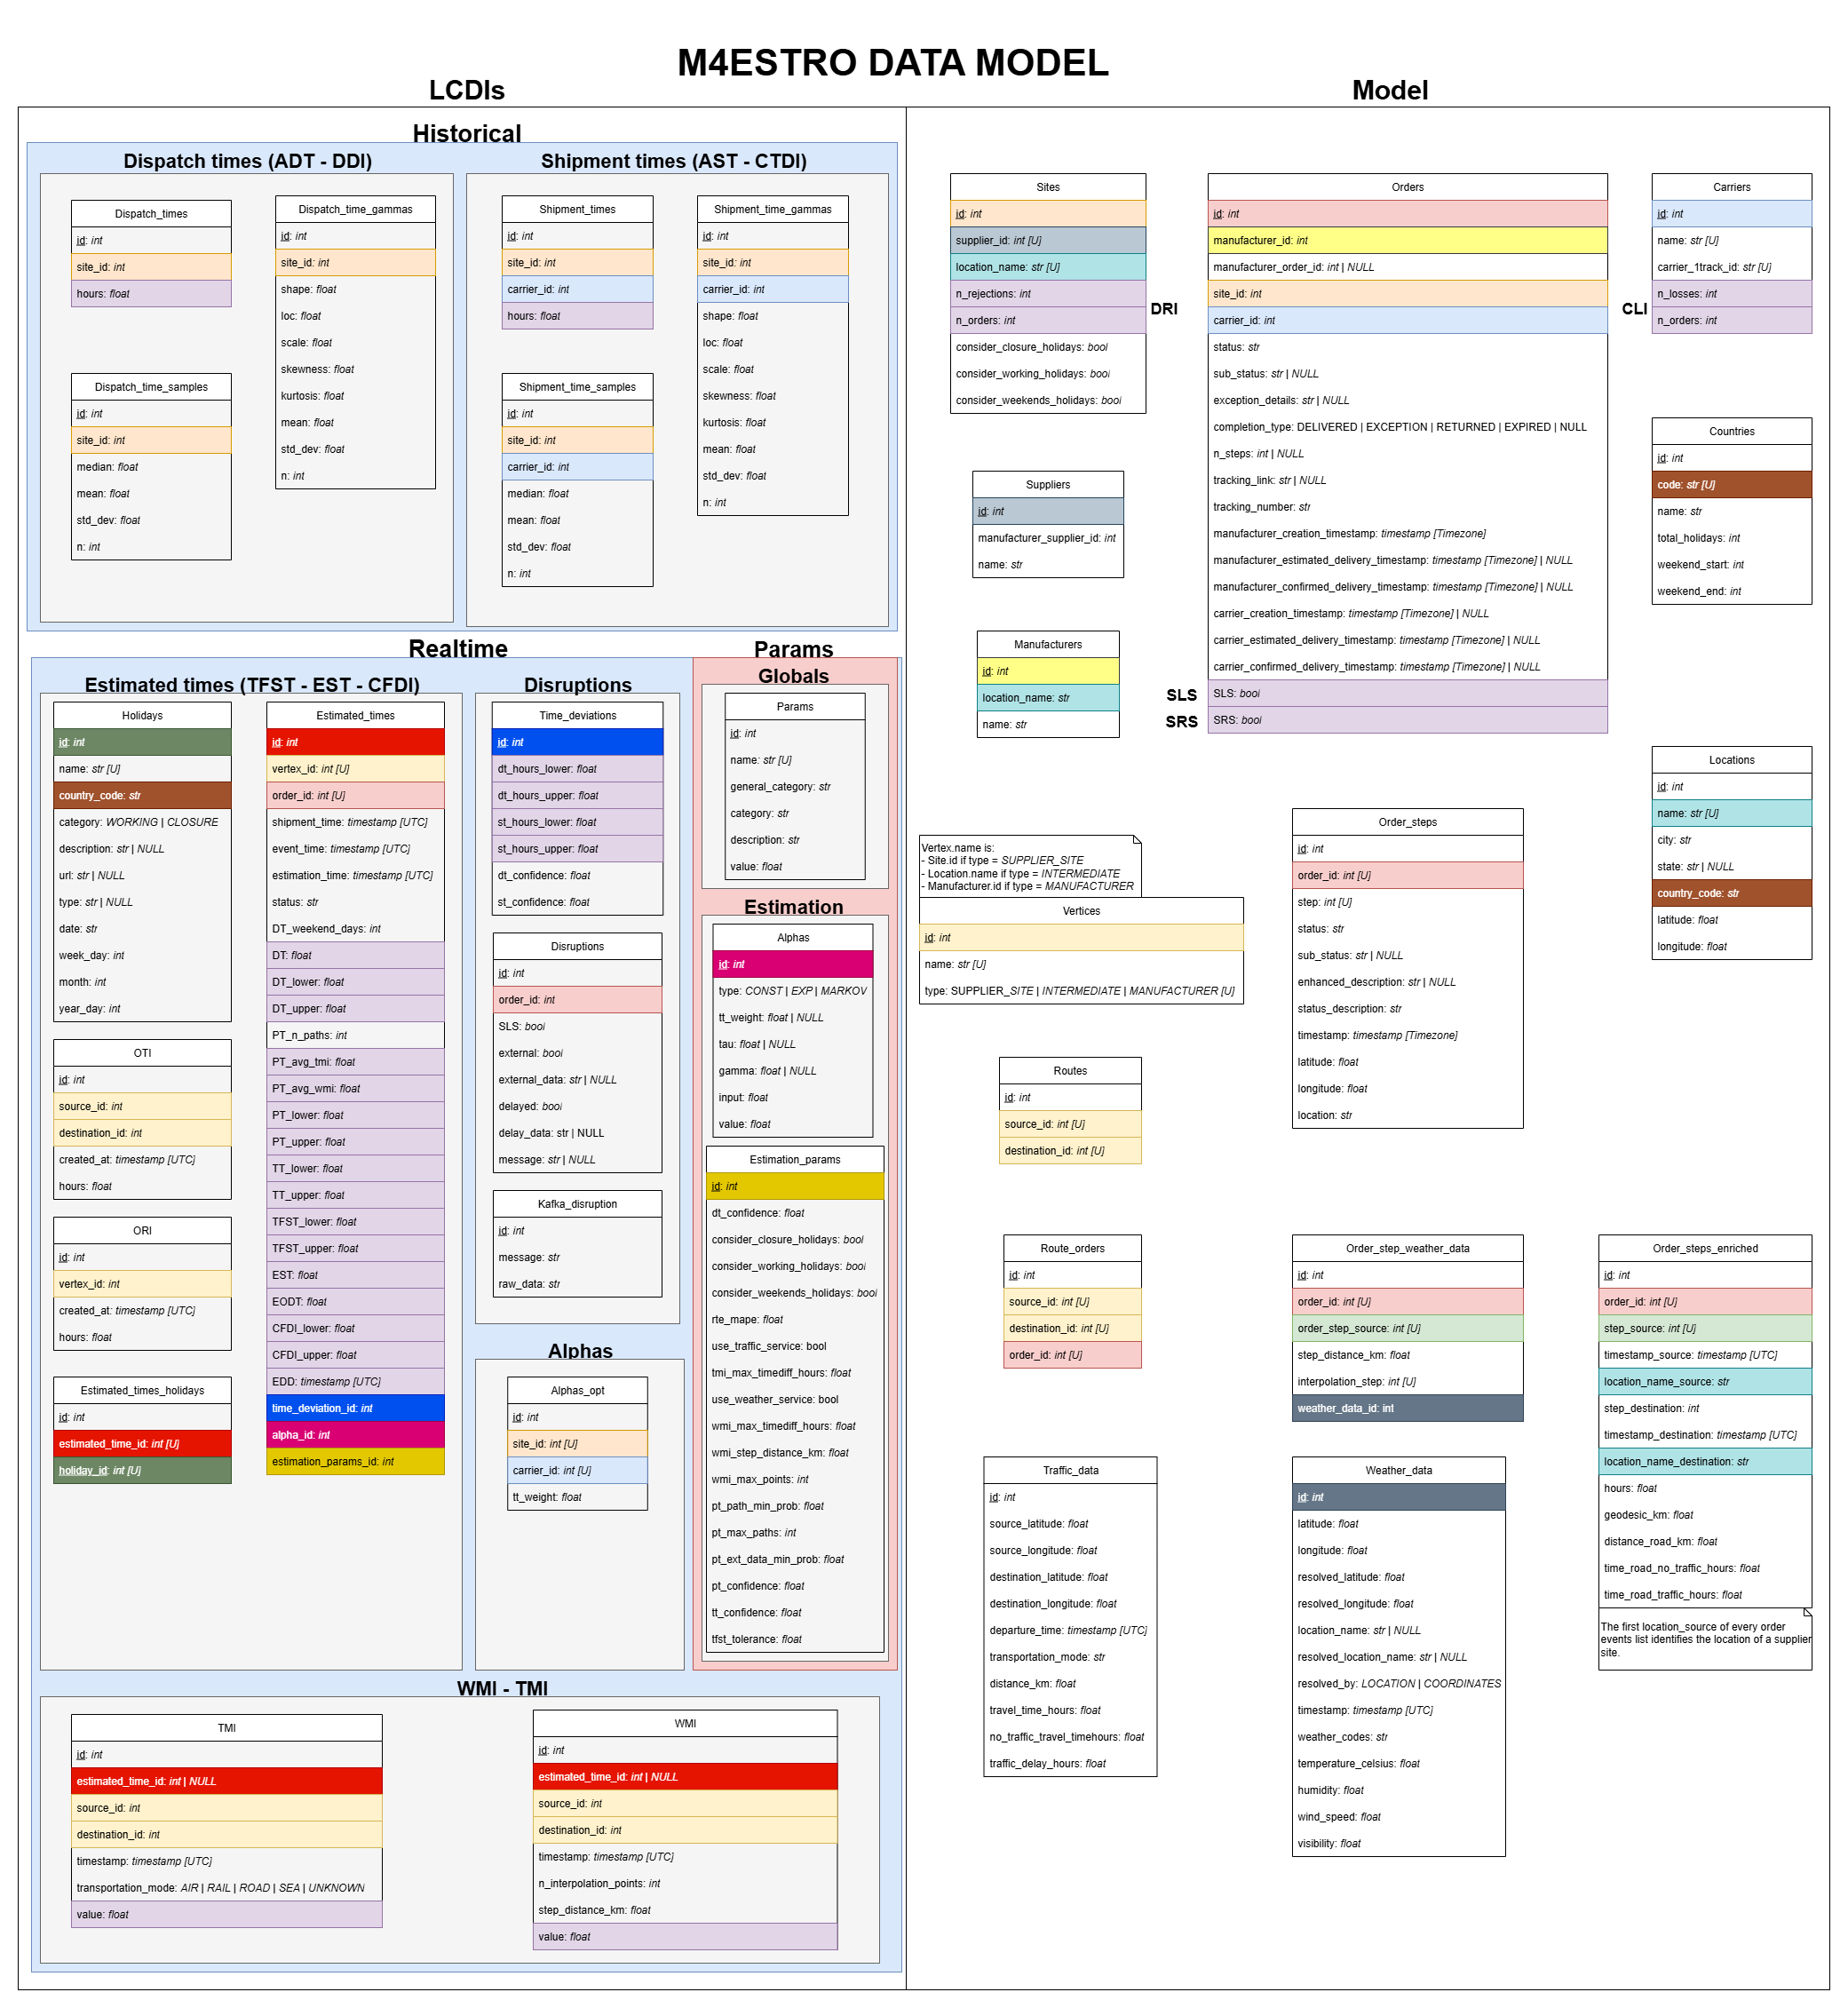 M4ESTRO DATA MODEL
LCDIs
Historical
Dispatch times (ADT - DDI)
Dispatch_times
id: int
site_id: int
hours: float
Dispatch_time_gammas
id: int
site_id: int
shape: float
loc: float
scale: float
skewness: float
kurtosis: float
mean: float
std_dev: float
n: int
Dispatch_time_samples
id: int
site_id: int
median: float
mean: float
std_dev: float
n: int
Shipment times (AST - CTDI)
Shipment_times
id: int
site_id: int
carrier_id: int
hours: float
Shipment_time_gammas
id: int
site_id: int
carrier_id: int
shape: float
loc: float
scale: float
skewness: float
kurtosis: float
mean: float
std_dev: float
n: int
Shipment_time_samples
id: int
site_id: int
carrier_id: int
median: float
mean: float
std_dev: float
n: int
Realtime
Estimated times (TFST - EST - CFDI)
Holidays
id: int
name: str [U]
country_code: str
category: WORKING | CLOSURE
description: str | NULL
url: str | NULL
type: str | NULL
date: str
week_day: int
month: int
year_day: int
OTI
id: int
source_id: int
destination_id: int
created_at: timestamp [UTC]
hours: float
ORI
id: int
vertex_id: int
created_at: timestamp [UTC]
hours: float
Estimated_times_holidays
id: int
estimated_time_id: int [U]
holiday_id: int [U]
Estimated_times
id: int
vertex_id: int [U]
order_id: int [U]
shipment_time: timestamp [UTC]
event_time: timestamp [UTC]
estimation_time: timestamp [UTC]
status: str
DT_weekend_days: int
DT: float
DT_lower: float
DT_upper: float
PT_n_paths: int
PT_avg_tmi: float
PT_avg_wmi: float
PT_lower: float
PT_upper: float
TT_lower: float
TT_upper: float
TFST_lower: float
TFST_upper: float
EST: float
EODT: float
CFDI_lower: float
CFDI_upper: float
EDD: timestamp [UTC]
time_deviation_id: int
alpha_id: int
estimation_params_id: int
Disruptions
Time_deviations
id: int
dt_hours_lower: float
dt_hours_upper: float
st_hours_lower: float
st_hours_upper: float
dt_confidence: float
st_confidence: float
Disruptions
id: int
order_id: int
SLS: bool
external: bool
external_data: str | NULL
delayed: bool
delay_data: str | NULL
message: str | NULL
Kafka_disruption
id: int
message: str
raw_data: str
Alphas
Alphas_opt
id: int
site_id: int [U]
carrier_id: int [U]
tt_weight: float
Params
Globals
Params
id: int
name: str [U]
general_category: str
category: str
description: str
value: float
Estimation
Alphas
id: int
type: CONST | EXP | MARKOV
tt_weight: float | NULL
tau: float | NULL
gamma: float | NULL
input: float
value: float
Estimation_params
id: int
dt_confidence: float
consider_closure_holidays: bool
consider_working_holidays: bool
consider_weekends_holidays: bool
rte_mape: float
use_traffic_service: bool
tmi_max_timediff_hours: float
use_weather_service: bool
wmi_max_timediff_hours: float
wmi_step_distance_km: float
wmi_max_points: int
pt_path_min_prob: float
pt_max_paths: int
pt_ext_data_min_prob: float
pt_confidence: float
tt_confidence: float
tfst_tolerance: float
WMI - TMI
TMI
id: int
estimated_time_id: int | NULL
source_id: int
destination_id: int
timestamp: timestamp [UTC]
transportation_mode: AIR | RAIL | ROAD | SEA | UNKNOWN
value: float
WMI
id: int
estimated_time_id: int | NULL
source_id: int
destination_id: int
timestamp: timestamp [UTC]
n_interpolation_points: int
step_distance_km: float
value: float
Model
Sites
id: int
supplier_id: int [U]
location_name: str [U]
n_rejections: int
n_orders: int
consider_closure_holidays: bool
consider_working_holidays: bool
consider_weekends_holidays: bool
DRI
Suppliers
id: int
manufacturer_supplier_id: int
name: str
Manufacturers
id: int
location_name: str
name: str
Orders
id: int
manufacturer_id: int
manufacturer_order_id: int | NULL
site_id: int
carrier_id: int
status: str
sub_status: str | NULL
exception_details: str | NULL
completion_type: DELIVERED | EXCEPTION | RETURNED | EXPIRED | NULL
n_steps: int | NULL
tracking_link: str | NULL
tracking_number: str
manufacturer_creation_timestamp: timestamp [Timezone]
manufacturer_estimated_delivery_timestamp: timestamp [Timezone] | NULL
manufacturer_confirmed_delivery_timestamp: timestamp [Timezone] | NULL
carrier_creation_timestamp: timestamp [Timezone] | NULL
carrier_estimated_delivery_timestamp: timestamp [Timezone] | NULL
carrier_confirmed_delivery_timestamp: timestamp [Timezone] | NULL
SLS
SLS: bool
SRS
SRS: bool
Carriers
id: int
name: str [U]
carrier_1track_id: str [U]
n_losses: int
CLI
n_orders: int
Countries
id: int
code: str [U]
name: str
total_holidays: int
weekend_start: int
weekend_end: int
Locations
id: int
name: str [U]
city: str
state: str | NULL
country_code: str
latitude: float
longitude: float
Vertex.name is:
- Site.id if type = SUPPLIER_SITE
- Location.name if type = INTERMEDIATE
- Manufacturer.id if type = MANUFACTURER
Vertices
id: int
name: str [U]
type: SUPPLIER_SITE | INTERMEDIATE | MANUFACTURER [U]
Order_steps
id: int
order_id: int [U]
step: int [U]
status: str
sub_status: str | NULL
enhanced_description: str | NULL
status_description: str
timestamp: timestamp [Timezone]
latitude: float
longitude: float
location: str
Routes
id: int
source_id: int [U]
destination_id: int [U]
Route_orders
id: int
source_id: int [U]
destination_id: int [U]
order_id: int [U]
Order_step_weather_data
id: int
order_id: int [U]
order_step_source: int [U]
step_distance_km: float
interpolation_step: int [U]
weather_data_id: int
Order_steps_enriched
id: int
order_id: int [U]
step_source: int [U]
timestamp_source: timestamp [UTC]
location_name_source: str
step_destination: int
timestamp_destination: timestamp [UTC]
location_name_destination: str
hours: float
geodesic_km: float
distance_road_km: float
time_road_no_traffic_hours: float
time_road_traffic_hours: float
The first location_source of every order
events list identifies the location of a supplier
site.
Traffic_data
id: int
source_latitude: float
source_longitude: float
destination_latitude: float
destination_longitude: float
departure_time: timestamp [UTC]
transportation_mode: str
distance_km: float
travel_time_hours: float
no_traffic_travel_timehours: float
traffic_delay_hours: float
Weather_data
id: int
latitude: float
longitude: float
resolved_latitude: float
resolved_longitude: float
location_name: str | NULL
resolved_location_name: str | NULL
resolved_by: LOCATION | COORDINATES
timestamp: timestamp [UTC]
weather_codes: str
temperature_celsius: float
humidity: float
wind_speed: float
visibility: float